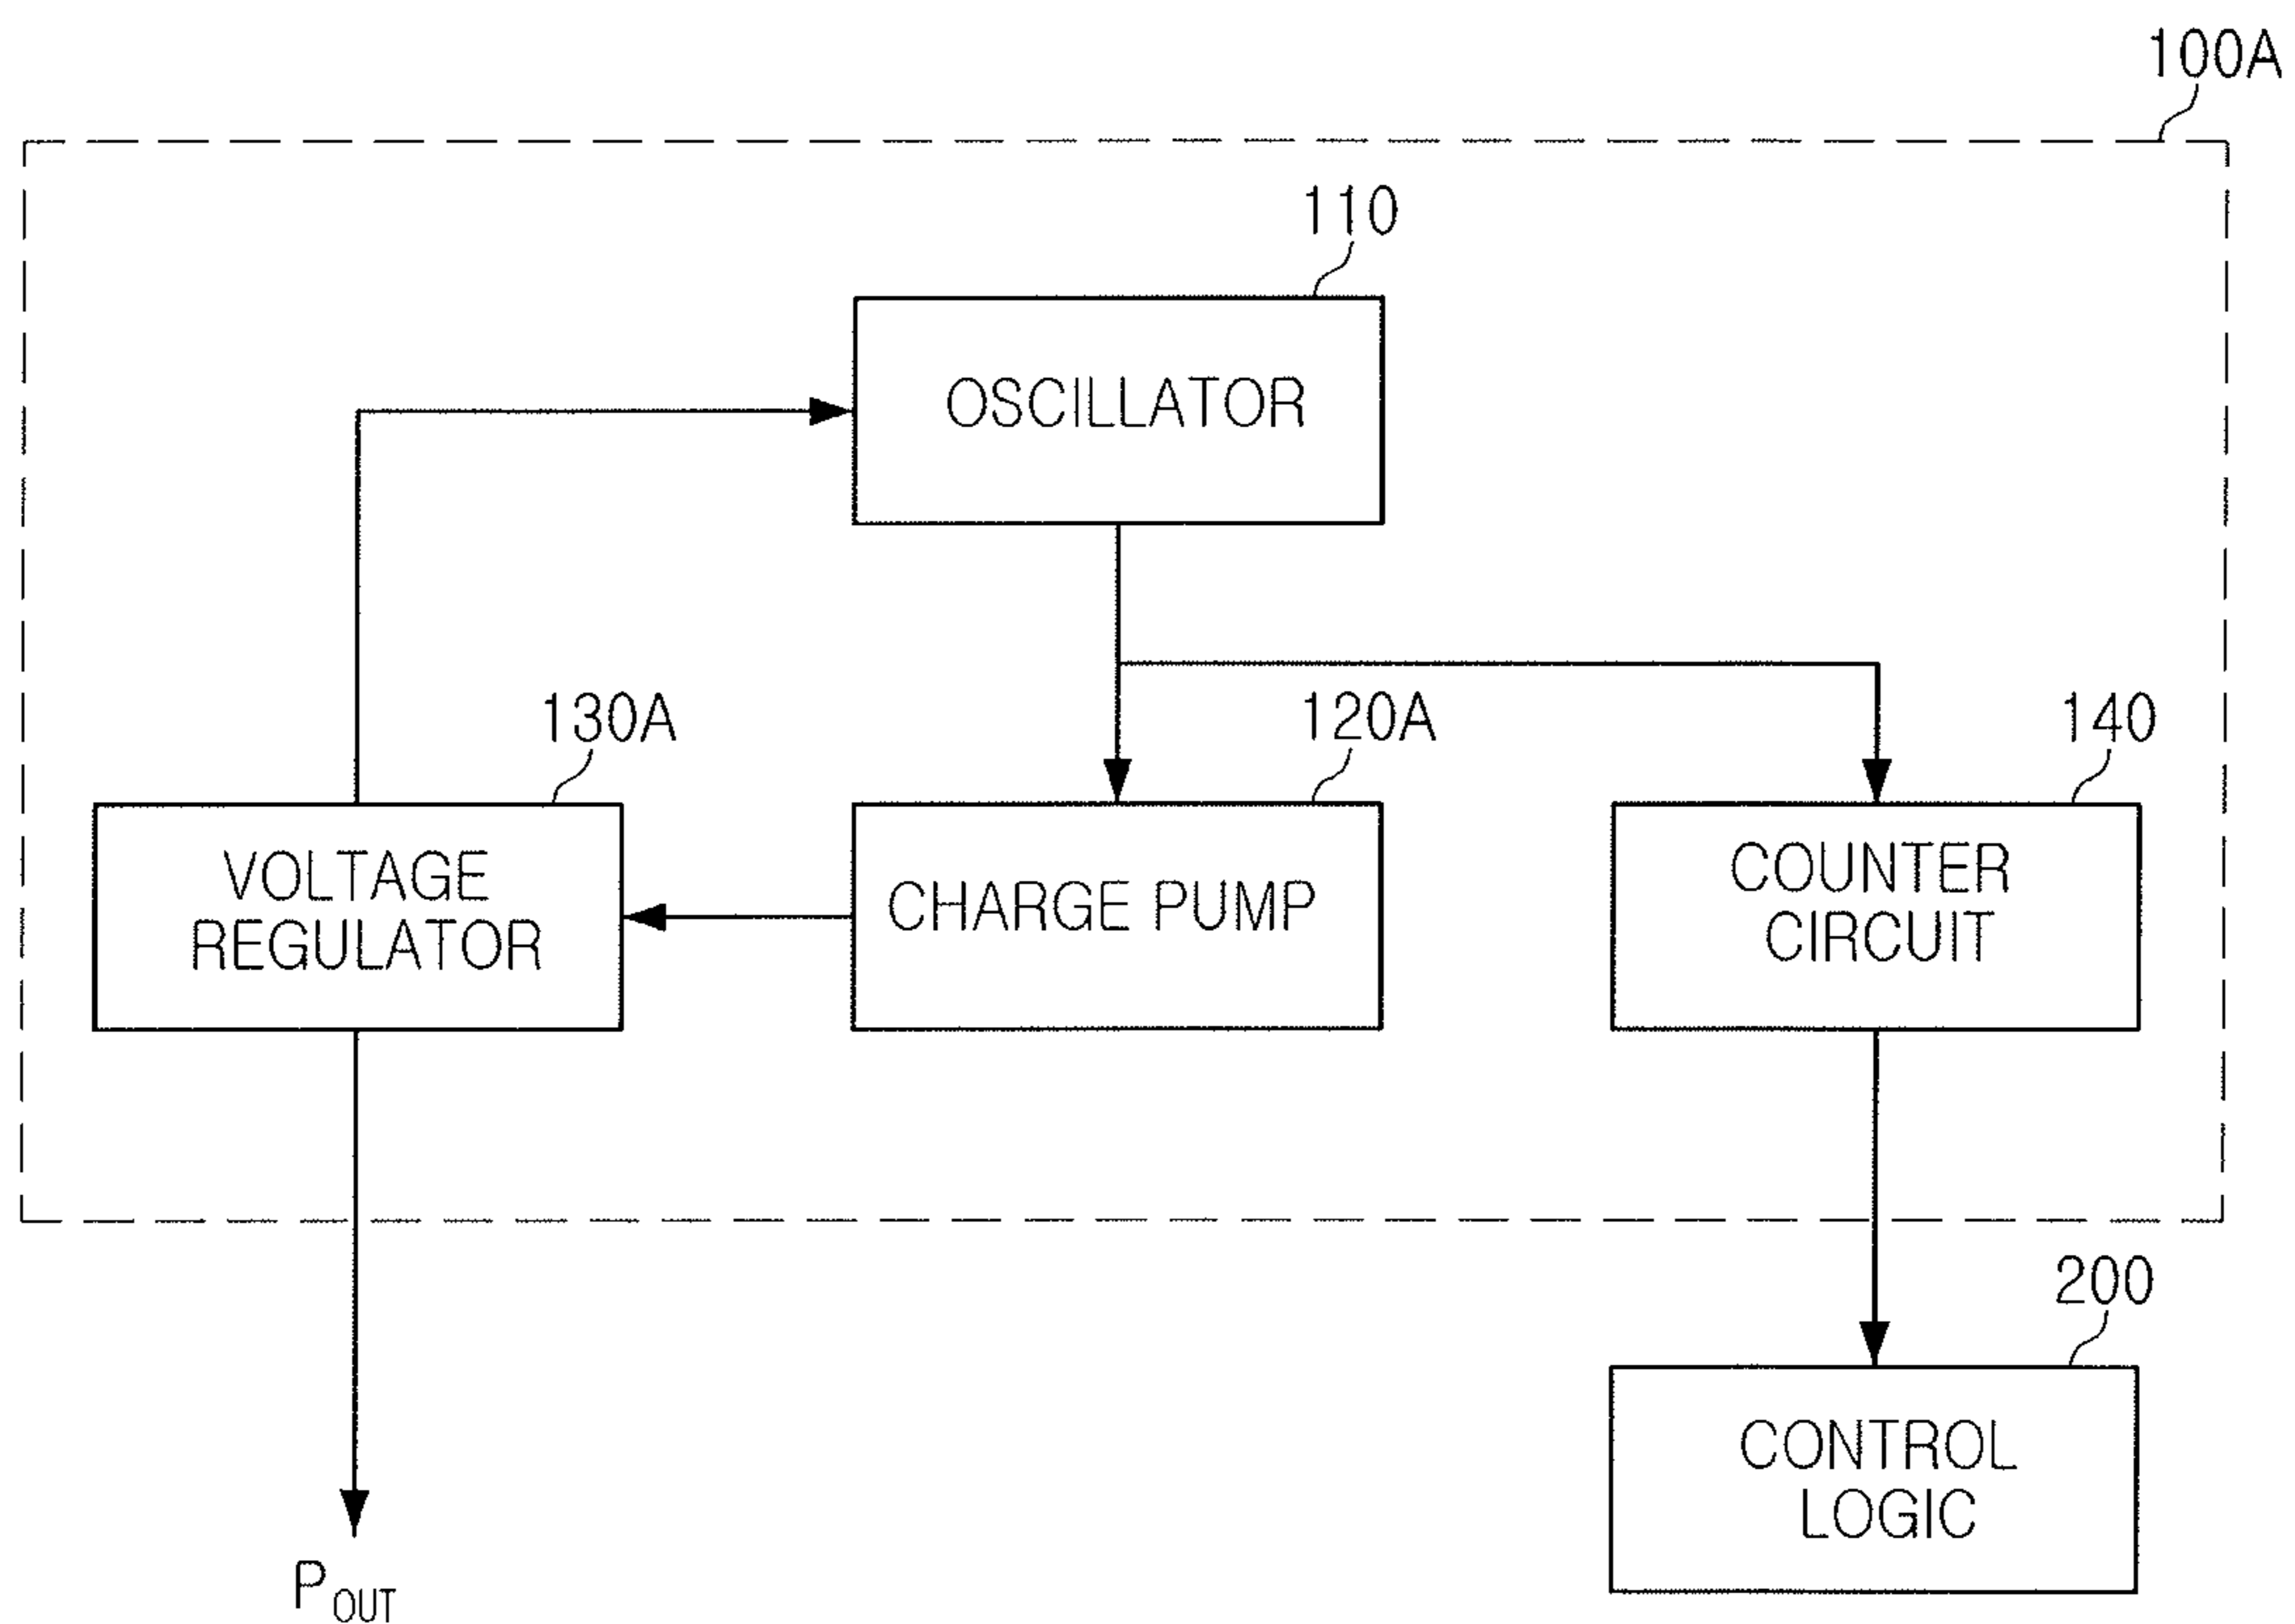 100A
110
OSCILLATOR
130A
120A
140
VOLTAGE
REGULATOR
CHARGE PUMP
COUNTER
CIRCUIT
200
CONTROL
LOGIC
POUT